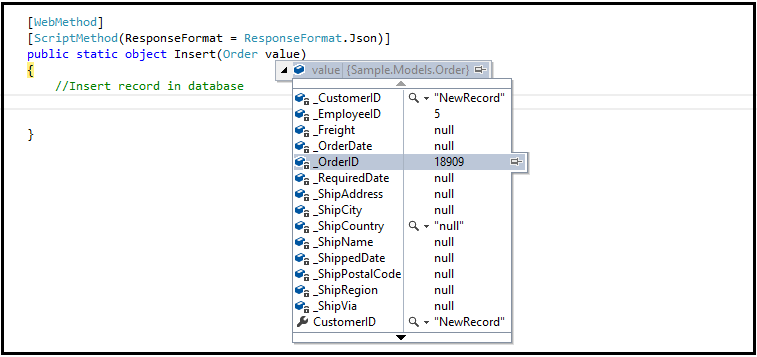 [WebMethod]
[ScriptMethod(ResponseFormat = ResponseFormat.Json)]
public static object Insert(Order value)
{
value {Sample.Models.Order}
//Insert record in database
_CustomerID "NewRecord"
_EmployeeID 5
_Freight null
_OrderDate null
_OrderID 18909
_RequiredDate null
_ShipAddress null
_ShipCity null
_ShipCountry "null"
_ShipName null
_ShippedDate null
_ShipPostalCode null
_ShipRegion null
_ShipVia null
CustomerID "NewRecord"
}